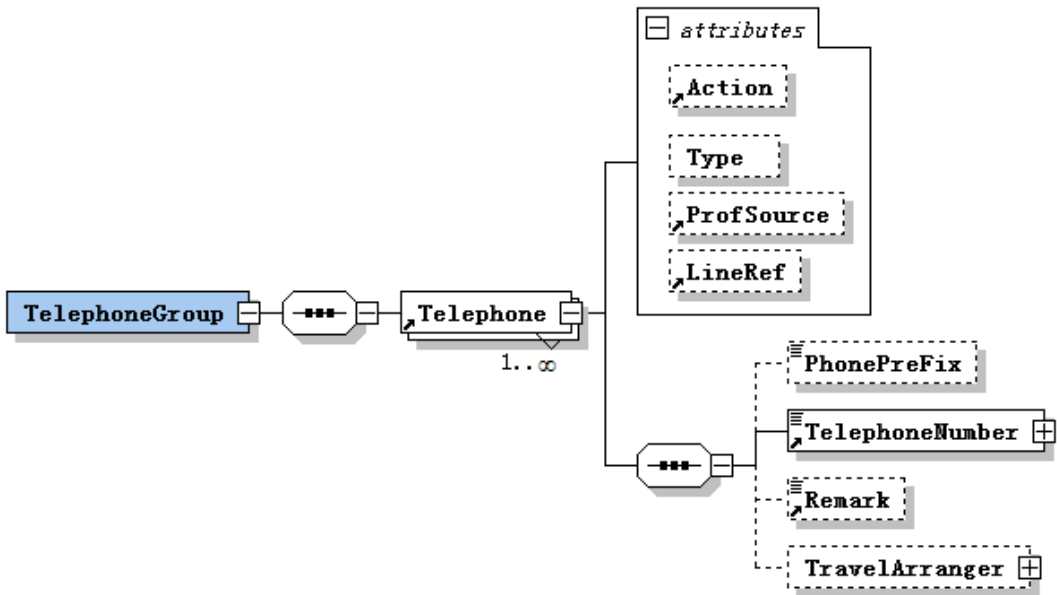 attributes
Action
Type
ProfSource
LineRef
TelephoneGroup
Telephone
1..∞
PhonePreFix
TelephoneNumber
Remark
TravelArranger